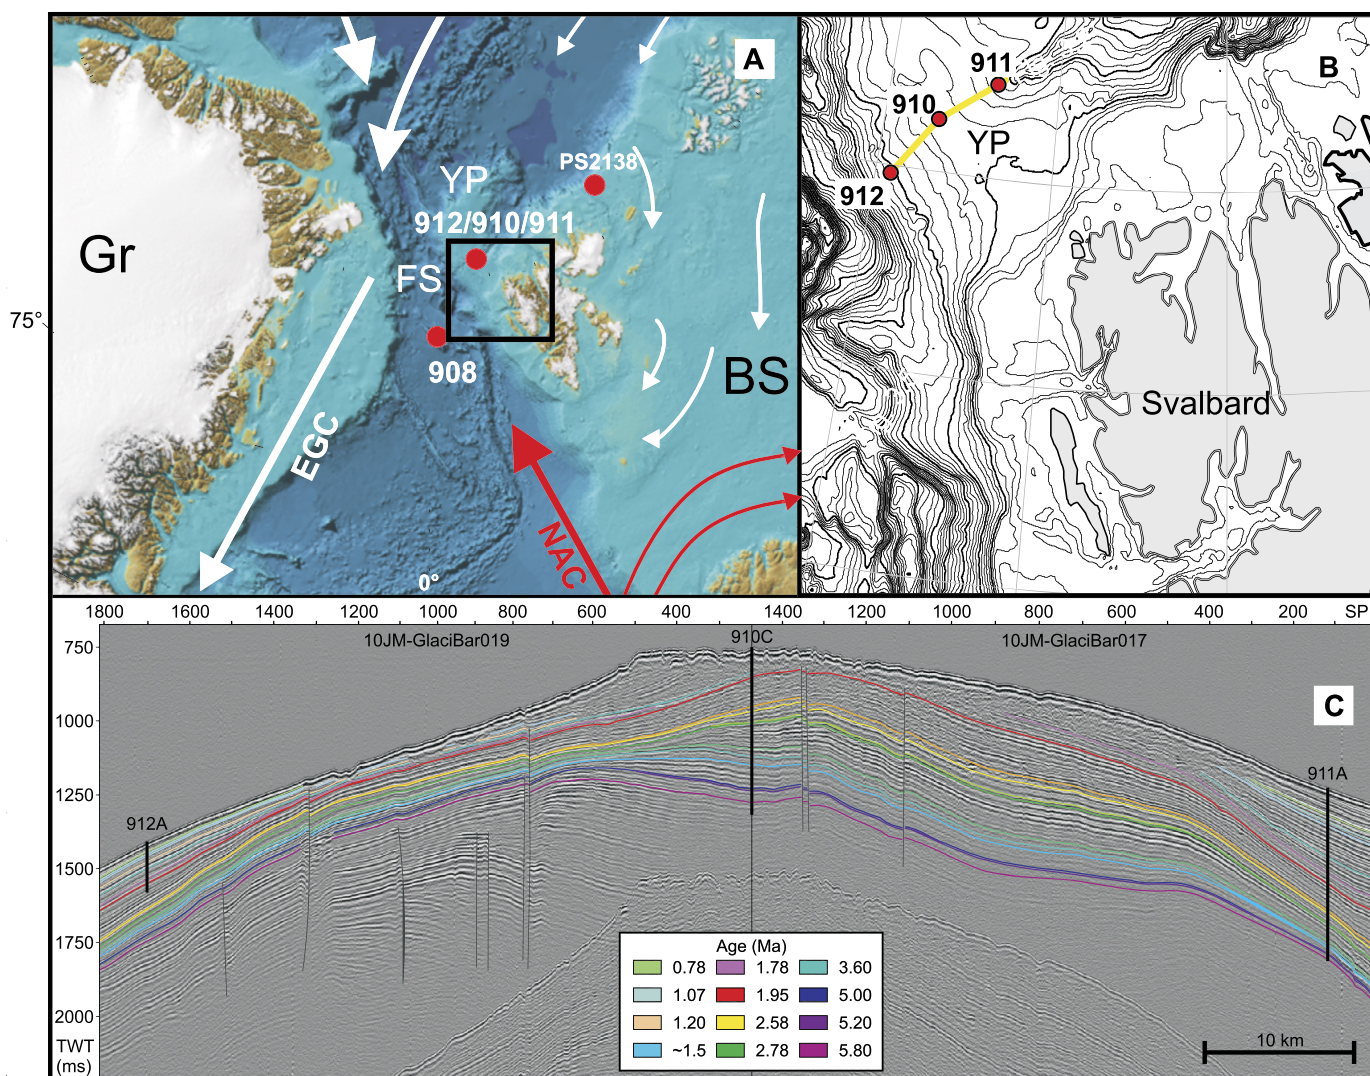 A
B
911
910
YP
912
Svalbard
PS2138
YP
912/910/911
Gr
FS
75°
908
BS
EGC
NAC
0°
1800 1600 1400 1200 1000 800 600 400 1400 1200 1000 800 600 400 200 SP
10JM-GlaciBar019 910C 10JM-GlaciBar017
750
C
1000
1250
911A
912A
1500
1750
2000
TWT
(ms)
Age (Ma)
0.78 1.78 3.60
1.07 1.95 5.00
1.20 2.58 5.20
~1.5 2.78 5.80
10 km